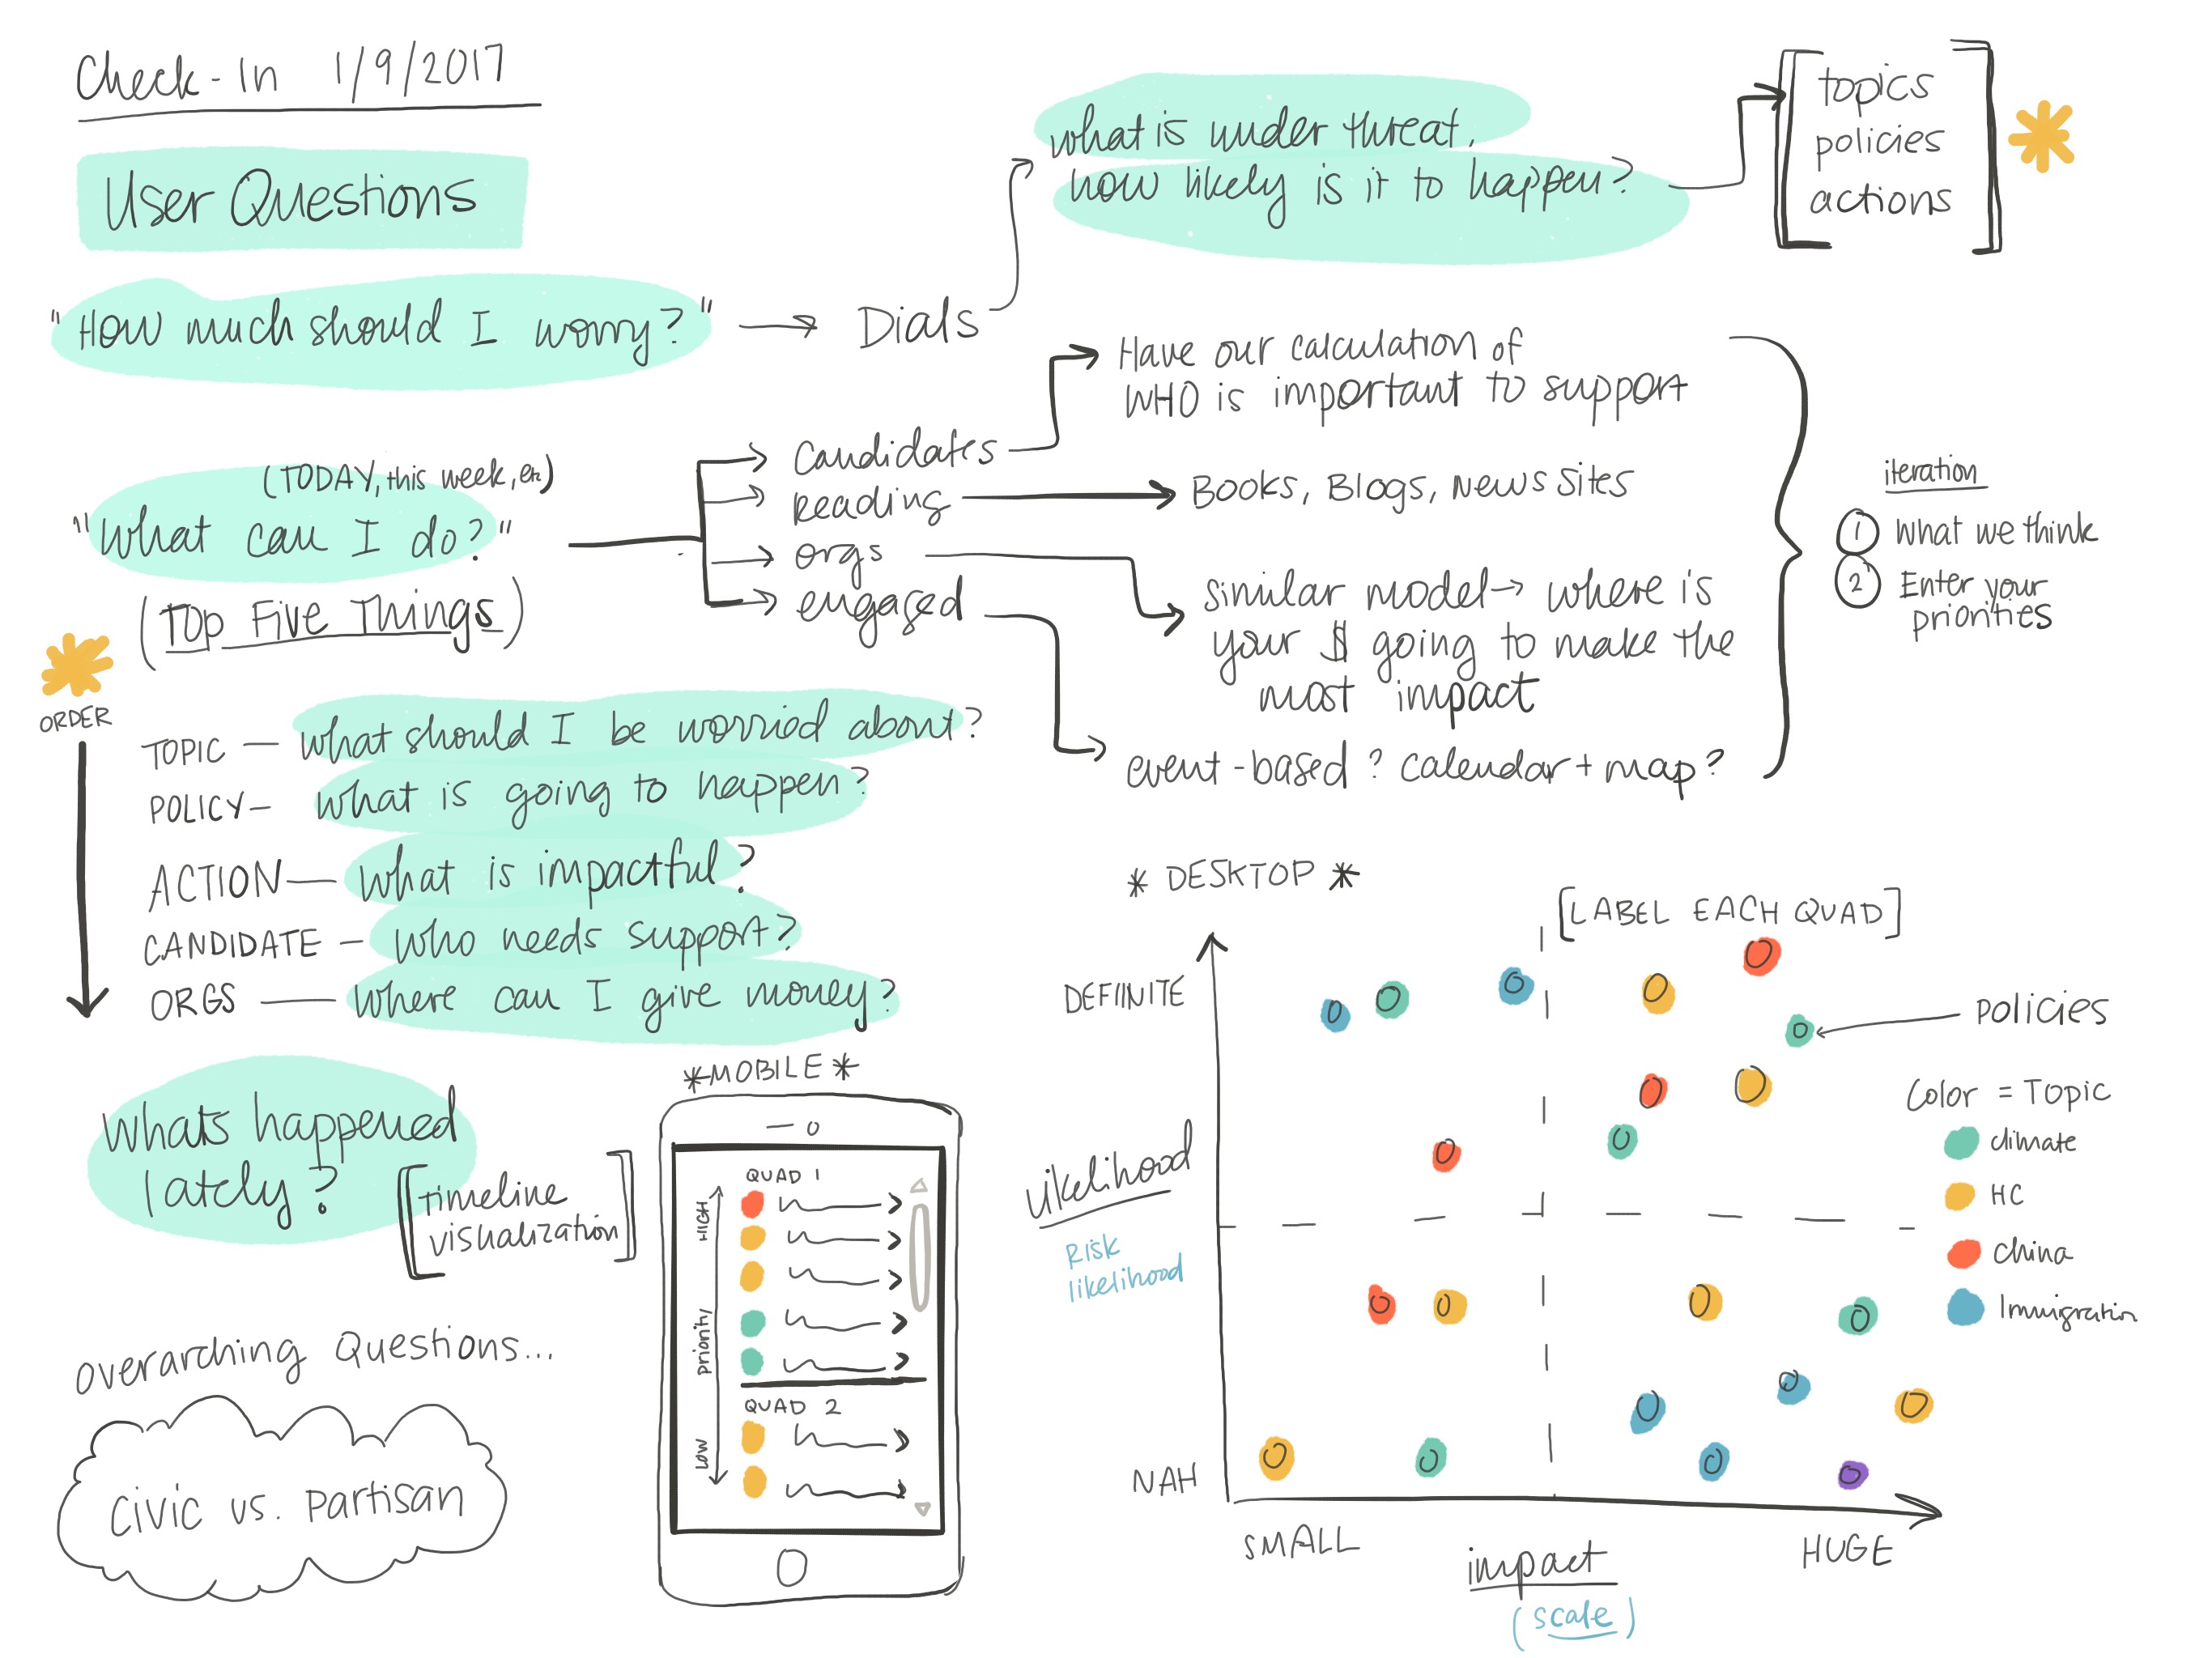 Check-In 1/9/2017
User Questions
"How much should I worry?" → Dials
what is under threat,
how likely is it to happen?
topics
policies
actions
(TODAY, this week, etc)
"What can I do?"
(Top Five Things)
candidates
reading
orgs
engaged
Have our calculation of
WHO is important to support
Books, Blogs, News Sites
similar model → where is
your $ going to make the
most impact
event-based? calendar + map?
iteration
1 What we think
2 Enter your
priorities
ORDER
TOPIC — what should I be worried about?
POLICY — what is going to happen?
ACTION — what is impactful?
CANDIDATE — who needs support?
ORGS — where can I give money?
whats happened
lately?
[timeline
visualization]
overarching Questions...
civic vs. partisan
*MOBILE*
QUAD 1
HIGH
priority
LOW
QUAD 2
* DESKTOP *
[LABEL EACH QUAD]
DEFIINITE
likelihood
Risk
likelihood
NAH
SMALL
impact
(scale)
HUGE
policies
Color = Topic
climate
HC
China
Immigration